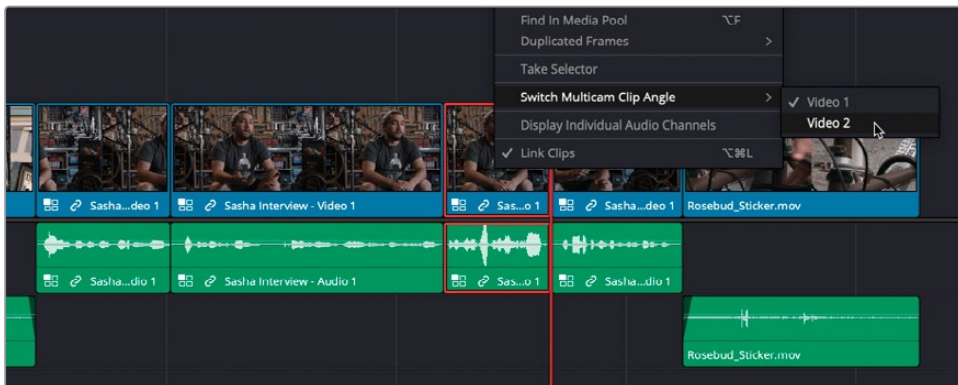 Find In Media Pool ⌥F
Duplicated Frames >
Take Selector
Switch Multicam Clip Angle >
✓ Video 1
Video 2
Display Individual Audio Channels
✓ Link Clips ⌥⌘L
Sasha...deo 1
Sasha Interview - Video 1
Sas...o 1
Sasha...deo 1
Rosebud_Sticker.mov
Sasha...dio 1
Sasha Interview - Audio 1
Sas...o 1
Sasha...dio 1
Rosebud_Sticker.mov